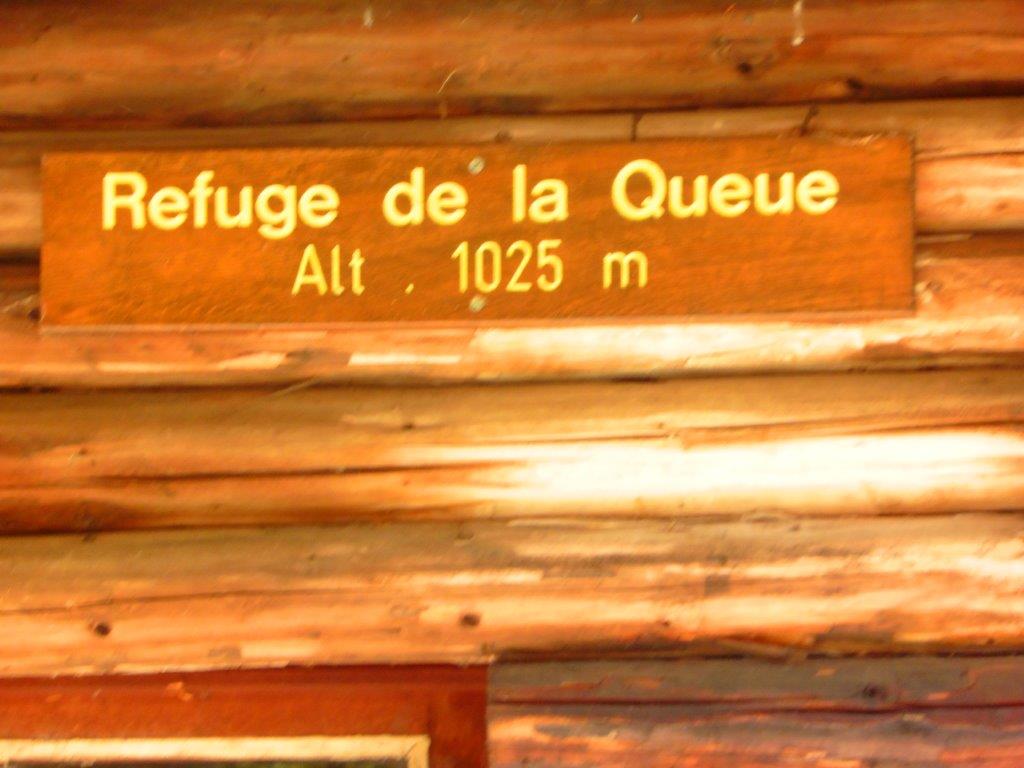 Refuge de la Queue
Alt . 1025 m